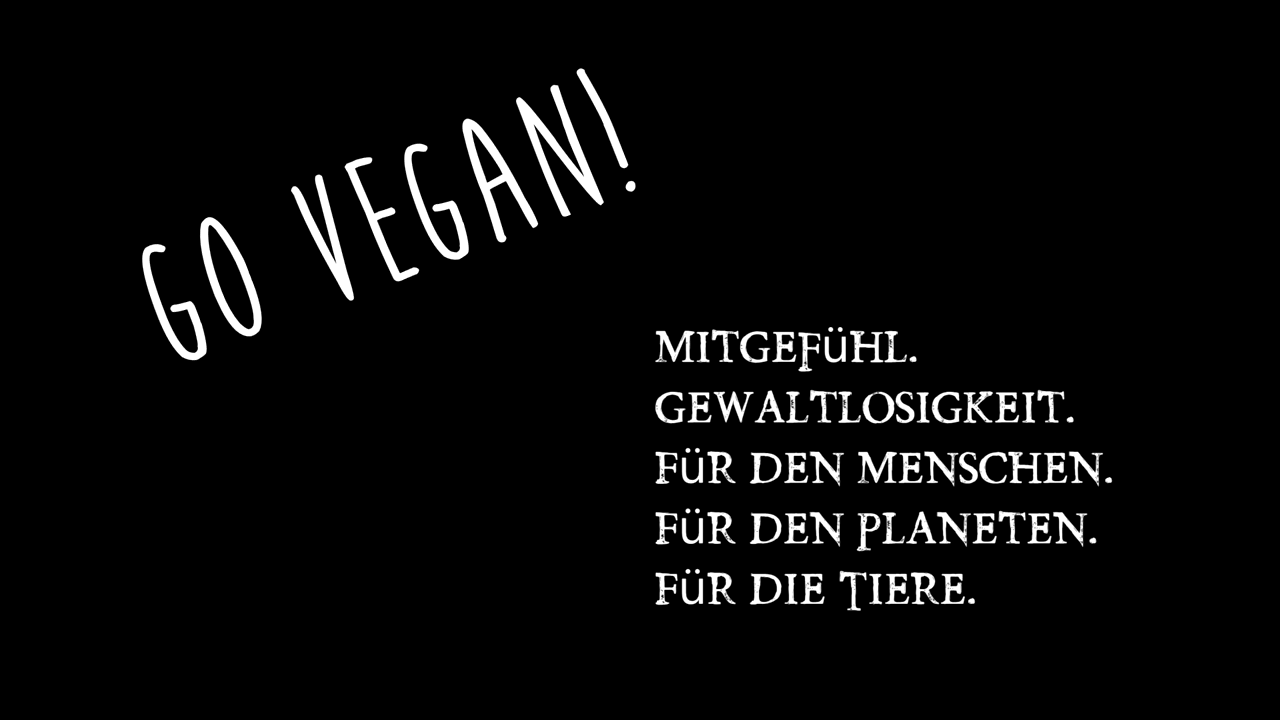 GO VEGAN!
MITGEFÜHL.
GEWALTLOSIGKEIT.
FÜR DEN MENSCHEN.
FÜR DEN PLANETEN.
FÜR DIE TIERE.